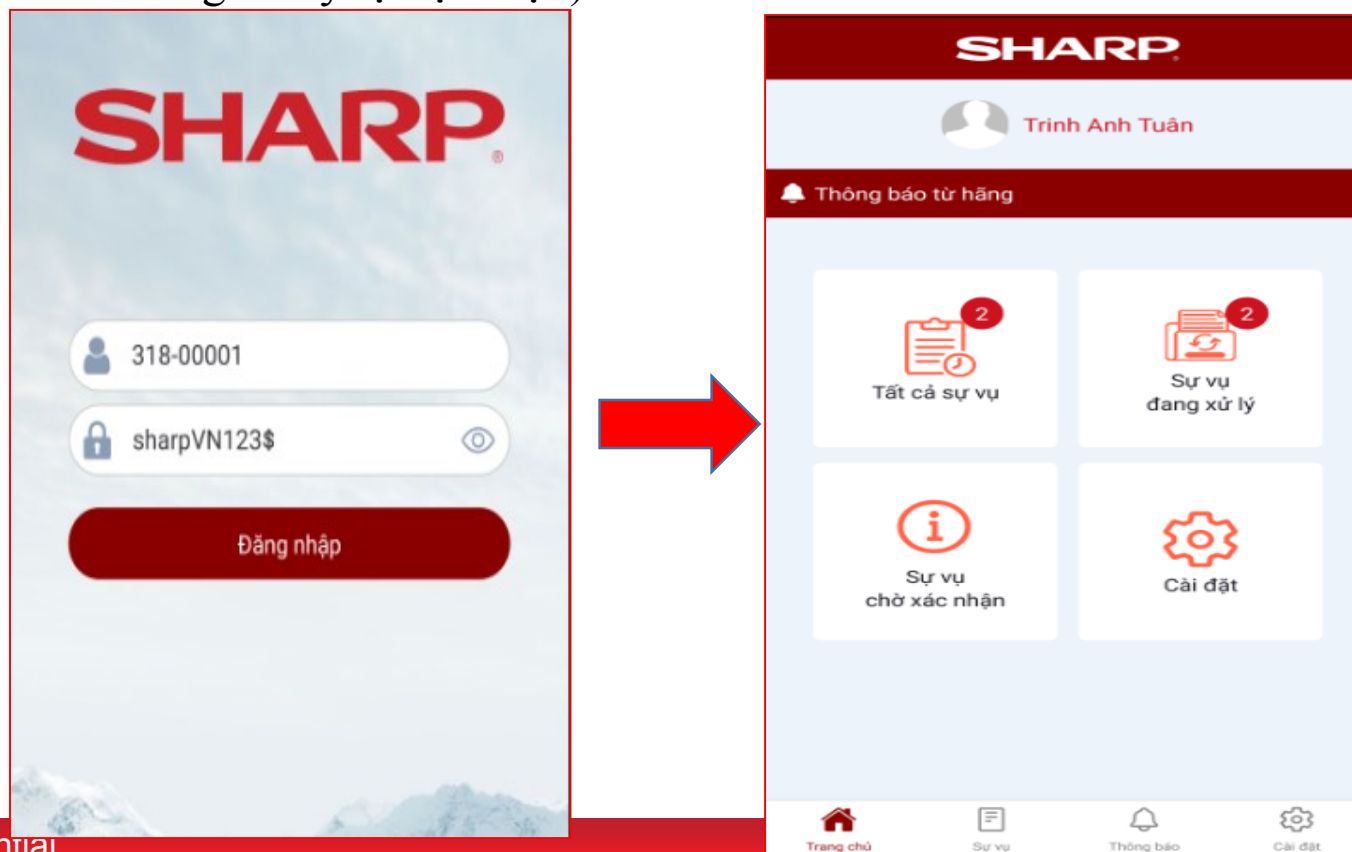 SHARP
318-00001
sharpVN123$
Đăng nhập
SHARP
Trinh Anh Tuân
Thông báo từ hãng
2
Tất cả sự vụ
2
Sự vụ
đang xử lý
Sự vụ
chờ xác nhận
Cài đặt
Trang chủ
Sự vụ
Thông báo
Cài đặt